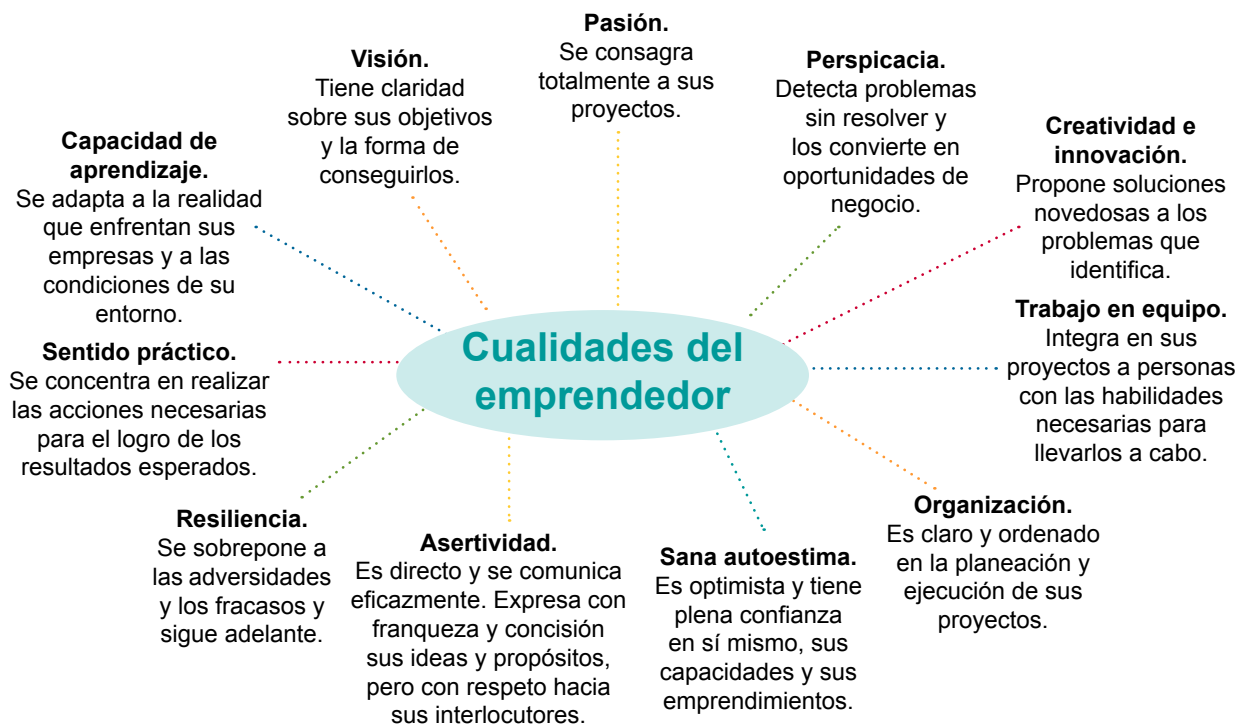 Pasión.
Se consagra
totalmente a sus
proyectos.
Visión.
Tiene claridad
sobre sus objetivos
y la forma de
conseguirlos.
Perspicacia.
Detecta problemas
sin resolver y
los convierte en
oportunidades de
negocio.
Capacidad de
aprendizaje.
Se adapta a la realidad
que enfrentan sus
empresas y a las
condiciones de su
entorno.
Creatividad e
innovación.
Propone soluciones
novedosas a los
problemas que
identifica.
Cualidades del
emprendedor
Sentido práctico.
Se concentra en realizar
las acciones necesarias
para el logro de los
resultados esperados.
Trabajo en equipo.
Integra en sus
proyectos a personas
con las habilidades
necesarias para
llevarlos a cabo.
Resiliencia.
Se sobrepone a
las adversidades
y los fracasos y
sigue adelante.
Asertividad.
Es directo y se comunica
eficazmente. Expresa con
franqueza y concisión
sus ideas y propósitos,
pero con respeto hacia
sus interlocutores.
Sana autoestima.
Es optimista y tiene
plena confianza
en sí mismo, sus
capacidades y sus
emprendimientos.
Organización.
Es claro y ordenado
en la planeación y
ejecución de sus
proyectos.